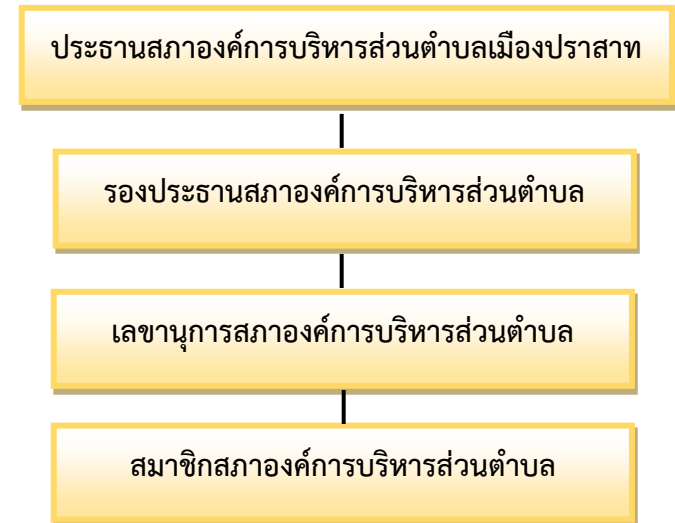 ประธานสภาองค์การบริหารส่วนตำบลเมืองปราสาท
รองประธานสภาองค์การบริหารส่วนตำบล
เลขานุการสภาองค์การบริหารส่วนตำบล
สมาชิกสภาองค์การบริหารส่วนตำบล